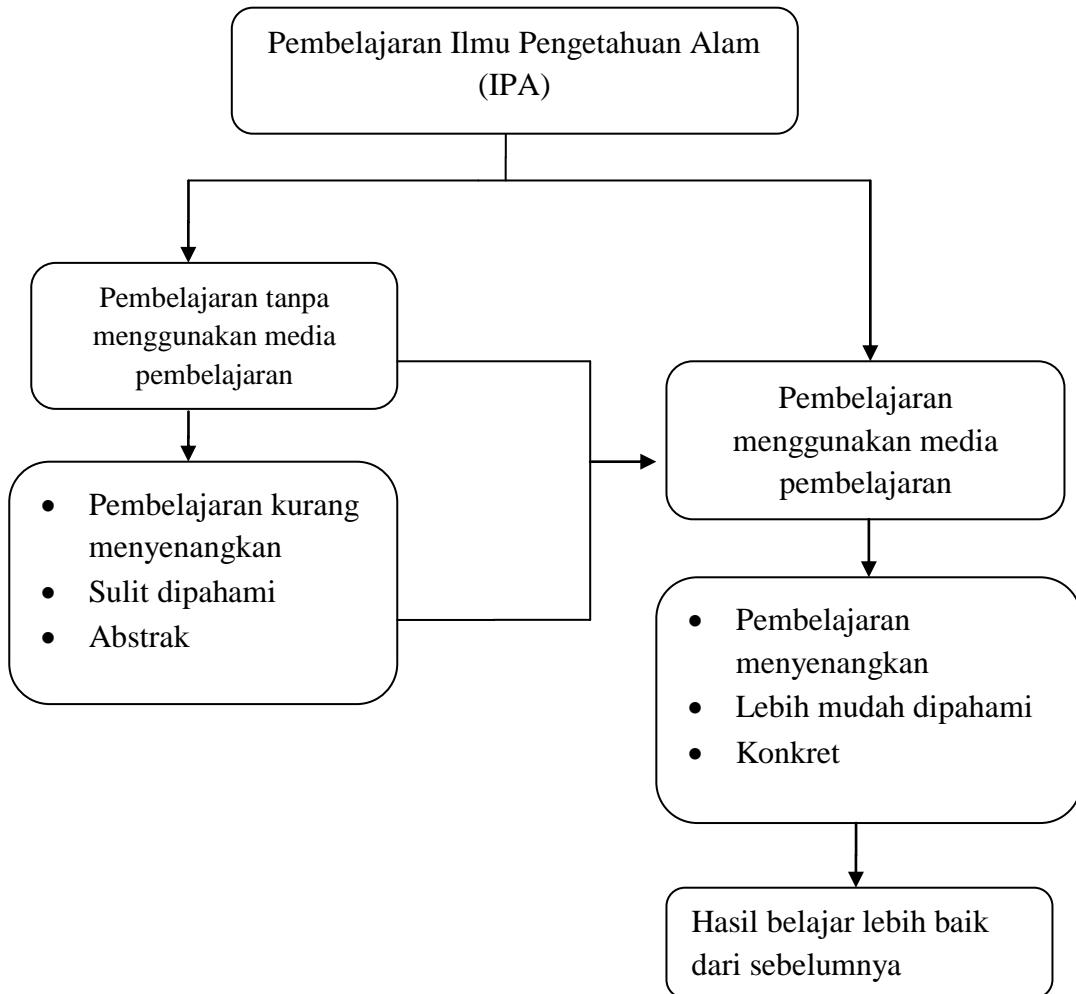 Pembelajaran Ilmu Pengetahuan Alam
(IPA)
Pembelajaran tanpa
menggunakan media
pembelajaran
• Pembelajaran kurang
menyenangkan
• Sulit dipahami
• Abstrak
Pembelajaran
menggunakan media
pembelajaran
• Pembelajaran
menyenangkan
• Lebih mudah dipahami
• Konkret
Hasil belajar lebih baik
dari sebelumnya